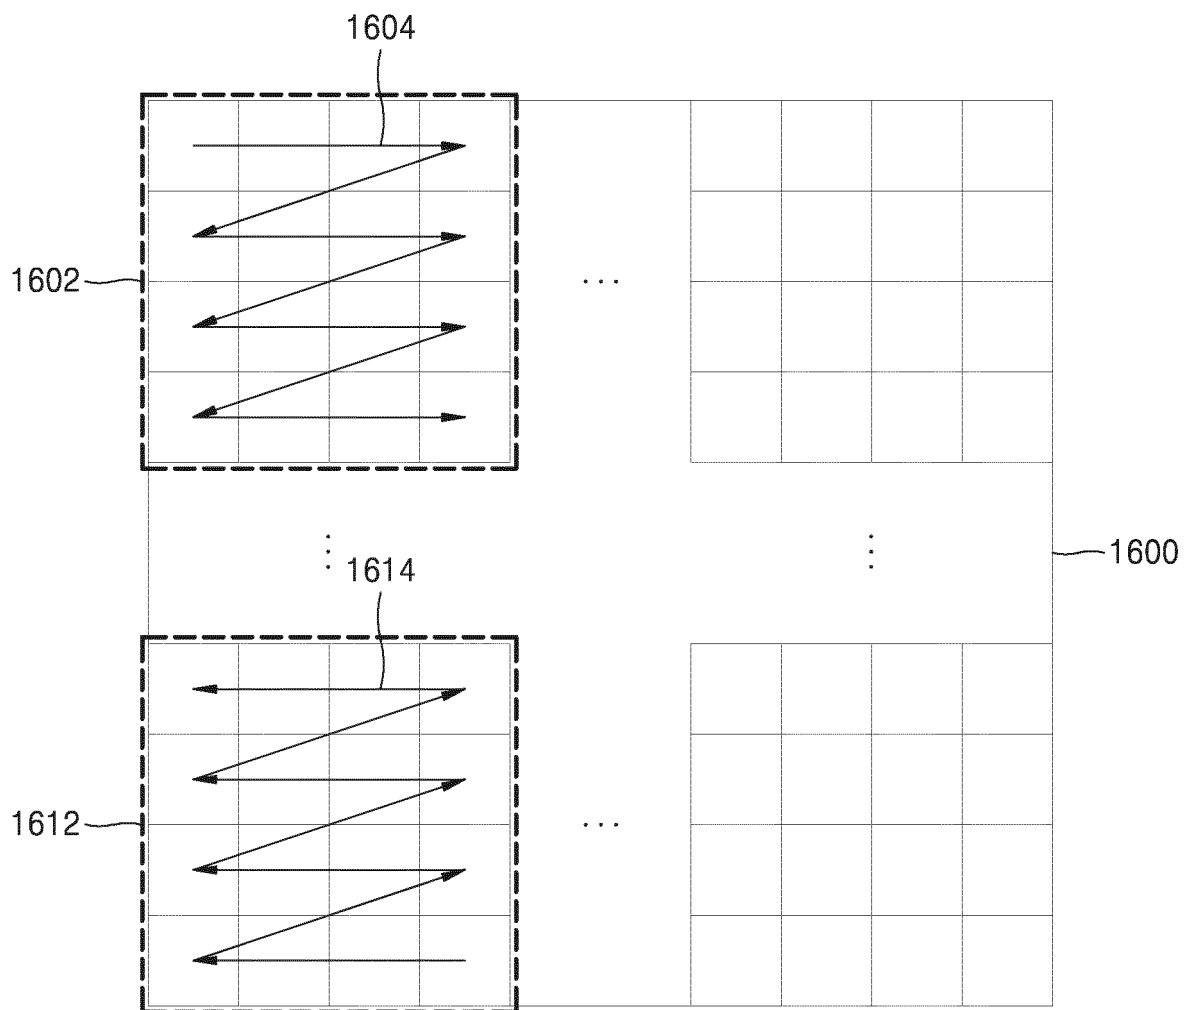 1604
1602
. . .
1600
1614
1612
. . .